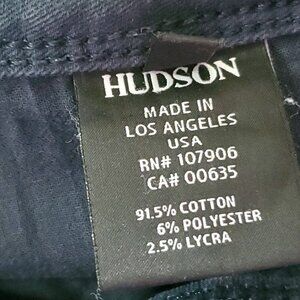 HUDSON
MADE IN
LOS ANGELES
USA
RN# 107906
CA# 00635
91.5% COTTON
6% POLYESTER
2.5% LYCRA